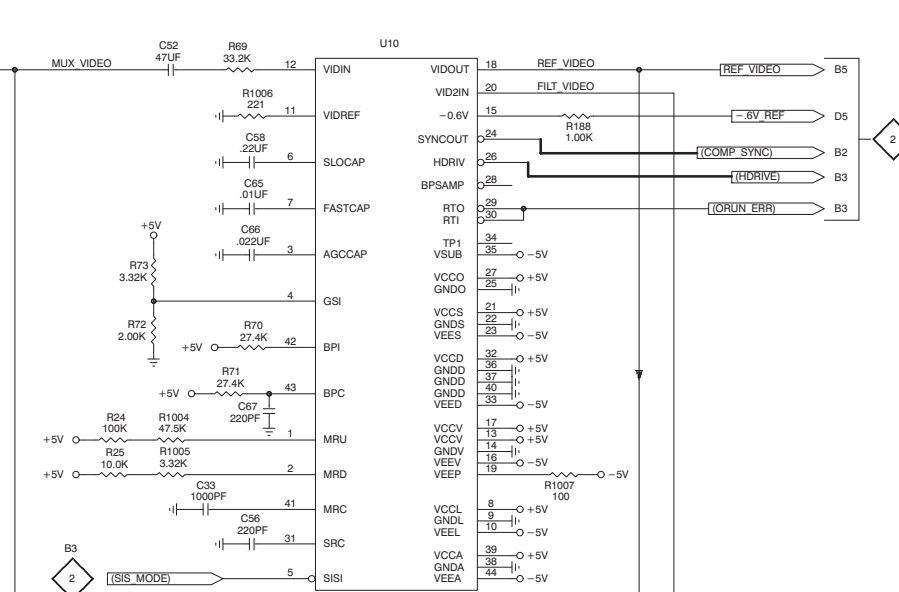 U10
C52
47UF
R69
33.2K
MUX_VIDEO
12
VIDIN
VIDOUT
18
REF_VIDEO
REF_VIDEO
B5
VID2IN
20
FILT_VIDEO
R1006
221
11
VIDREF
−0.6V
15
R188
1.00K
−.6V_REF
D5
2
SYNCOUT
24
(COMP_SYNC)
B2
C58
.22UF
6
SLOCAP
HDRIV
26
(HDRIVE)
B3
BPSAMP
28
C65
.01UF
7
FASTCAP
RTO
29
(ORUN_ERR)
B3
RTI
30
C66
.022UF
3
AGCCAP
TP1
34
VSUB
35
−5V
+5V
R73
3.32K
VCCO
27
+5V
GNDO
25
4
GSI
R72
2.00K
VCCS
21
+5V
GNDS
22
VEES
23
−5V
+5V
R70
27.4K
42
BPI
VCCD
32
+5V
GNDD
36
GNDD
37
GNDD
40
VEED
33
−5V
+5V
R71
27.4K
43
BPC
C67
220PF
R24
100K
R1004
47.5K
+5V
1
MRU
VCCV
17
+5V
VCCV
13
+5V
GNDV
14
VEEV
16
−5V
VEEP
19
R1007
100
−5V
R25
10.0K
R1005
3.32K
+5V
2
MRD
C33
1000PF
41
MRC
VCCL
8
+5V
GNDL
9
VEEL
10
−5V
C56
220PF
31
SRC
VCCA
39
+5V
GNDA
38
VEEA
44
−5V
B3
2
(SIS_MODE)
5
SISI